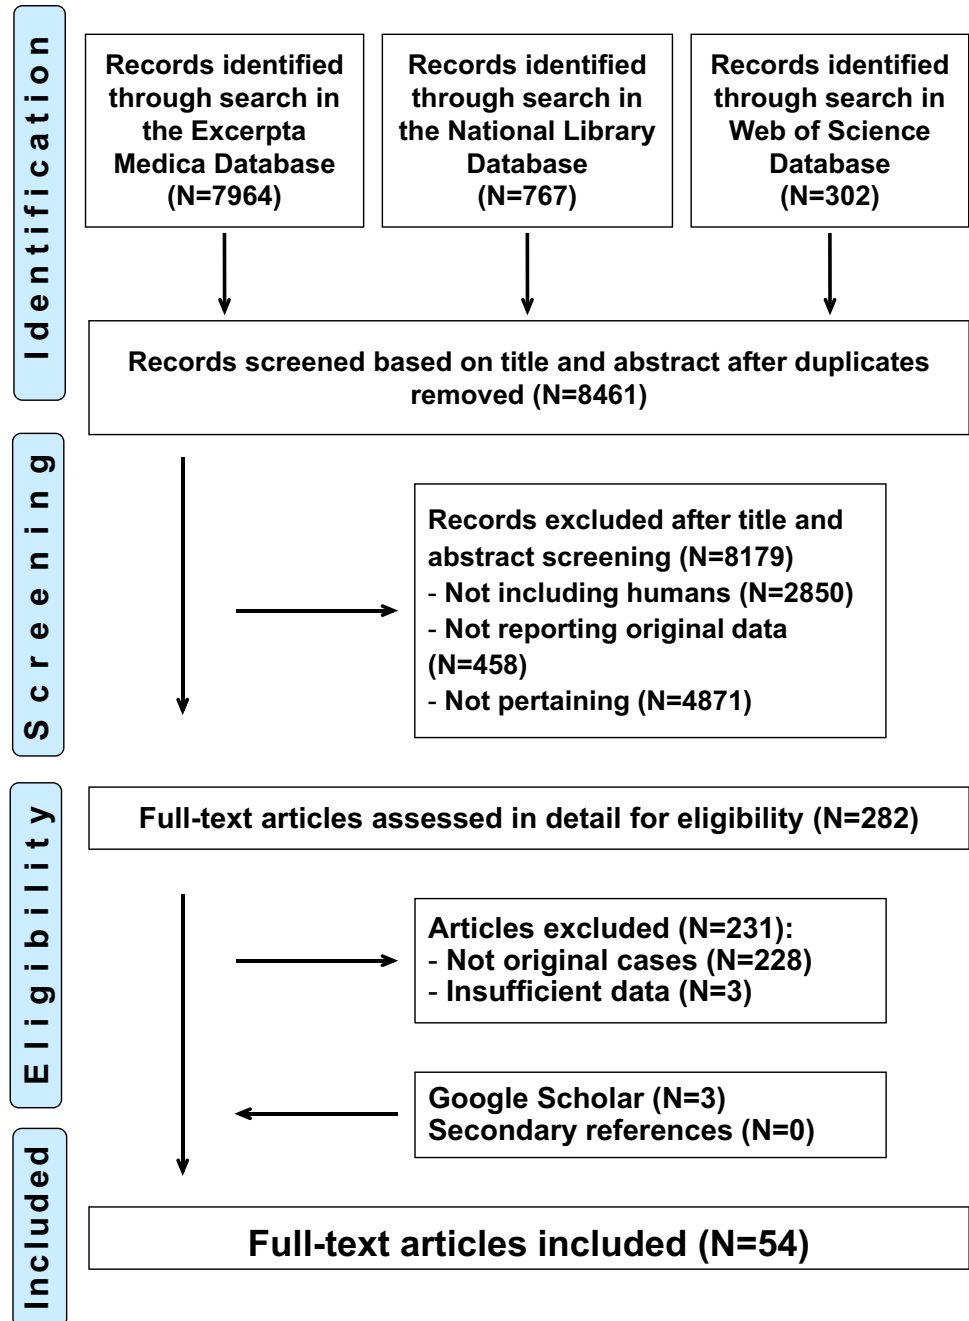 Identification
Records identified
through search in
the Excerpta
Medica Database
(N=7964)
Records identified
through search in
the National Library
Database
(N=767)
Records identified
through search in
Web of Science
Database
(N=302)
Records screened based on title and abstract after duplicates
removed (N=8461)
Screening
Records excluded after title and
abstract screening (N=8179)
- Not including humans (N=2850)
- Not reporting original data
(N=458)
- Not pertaining (N=4871)
Eligibility
Full-text articles assessed in detail for eligibility (N=282)
Articles excluded (N=231):
- Not original cases (N=228)
- Insufficient data (N=3)
Google Scholar (N=3)
Secondary references (N=0)
Included
Full-text articles included (N=54)